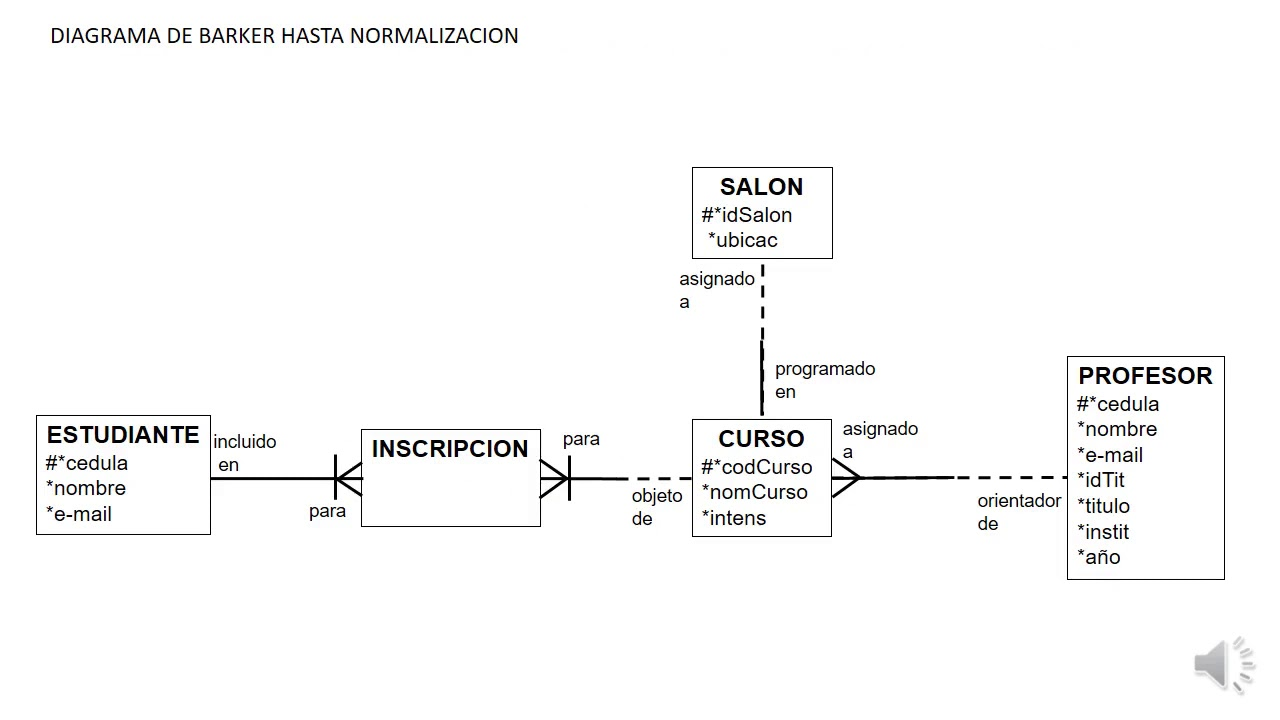 DIAGRAMA DE BARKER HASTA NORMALIZACION
SALON
#*idSalon
*ubicac
asignado
a
programado
en
ESTUDIANTE
#*cedula
*nombre
*e-mail
incluido
en
para
INSCRIPCION
para
objeto
de
CURSO
#*codCurso
*nomCurso
*intens
asignado
a
orientador
de
PROFESOR
#*cedula
*nombre
*e-mail
*idTit
*titulo
*instit
*año